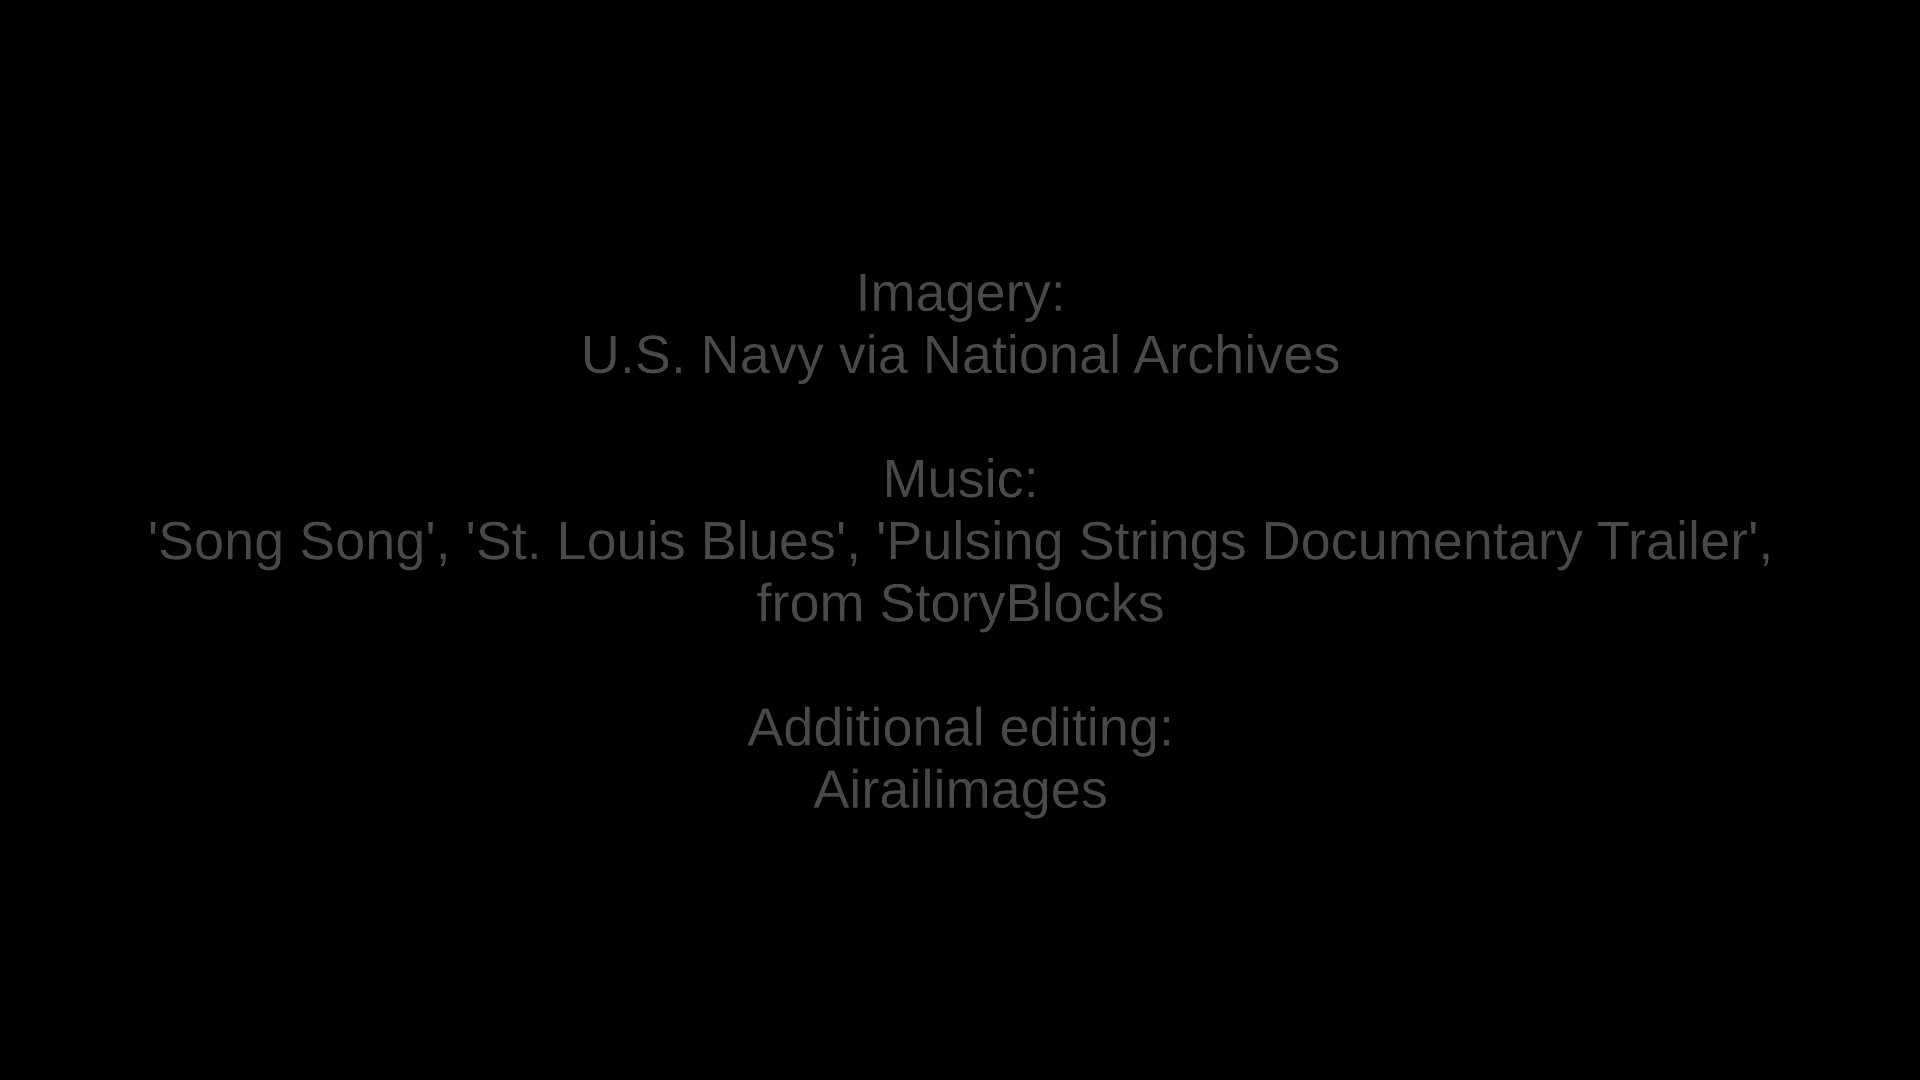 Imagery:
U.S. Navy via National Archives
Music:
'Song Song', 'St. Louis Blues', 'Pulsing Strings Documentary Trailer',
from StoryBlocks
Additional editing:
Airailimages